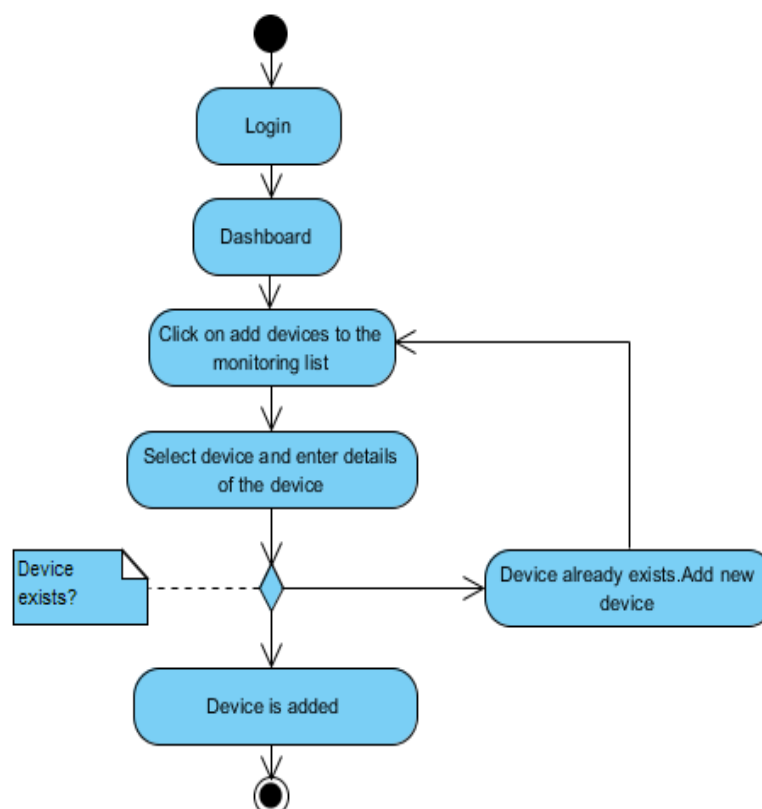 Login
Dashboard
Click on add devices to the
monitoring list
Select device and enter details
of the device
Device
exists?
Device already exists.Add new
device
Device is added